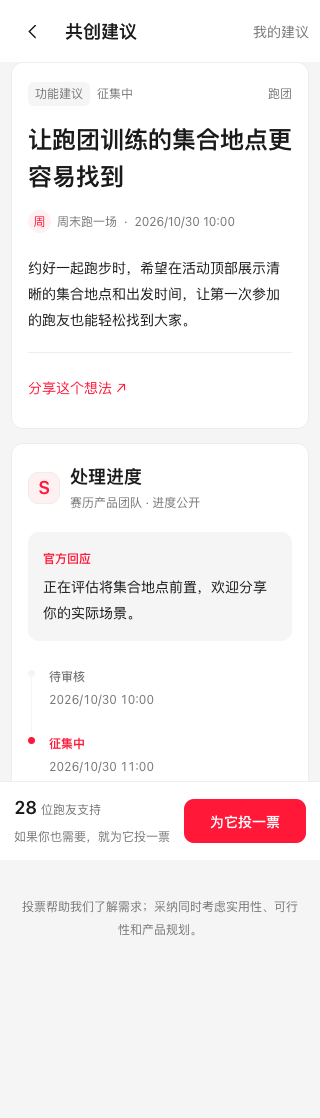 共创建议
我的建议
功能建议 征集中 跑团
让跑团训练的集合地点更
容易找到
周 周末跑一场 · 2026/10/30 10:00
约好一起跑步时，希望在活动顶部展示清
晰的集合地点和出发时间，让第一次参加
的跑友也能轻松找到大家。
分享这个想法 ↗
S 处理进度
赛历产品团队 · 进度公开
官方回应
正在评估将集合地点前置，欢迎分享
你的实际场景。
待审核
2026/10/30 10:00
征集中
2026/10/30 11:00
28 位跑友支持
如果你也需要，就为它投一票
为它投一票
投票帮助我们了解需求；采纳同时考虑实用性、可行
性和产品规划。